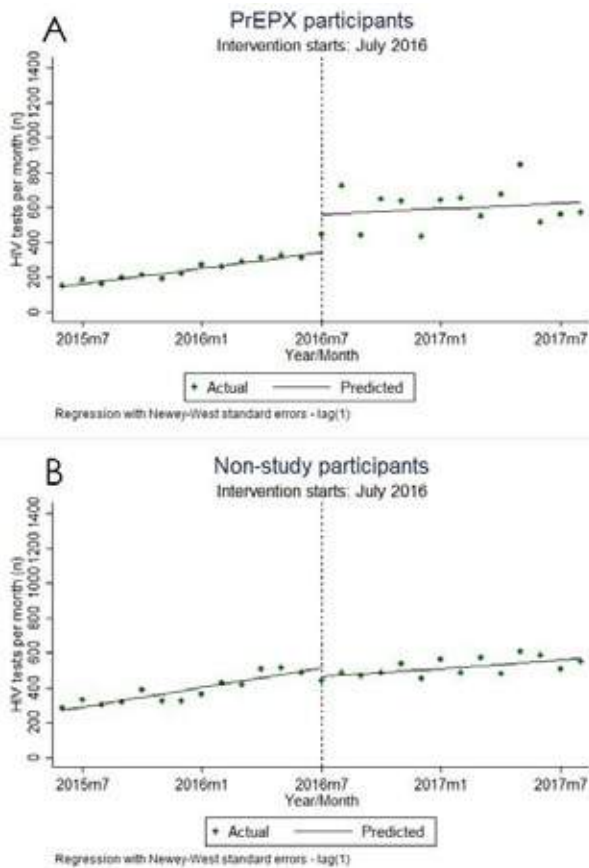 A
PrEPX participants
Intervention starts: July 2016
HIV tests per month (n)
1400
1200
1000
800
600
400
200
0
2015m7 2016m1 2016m7 2017m1 2017m7
Year/Month
Actual Predicted
Regression with Newey-West standard errors - lag(1)
B
Non-study participants
Intervention starts: July 2016
HIV tests per month (n)
1400
1200
1000
800
600
400
200
0
2015m7 2016m1 2016m7 2017m1 2017m7
Year/Month
Actual Predicted
Regression with Newey-West standard errors - lag(1)